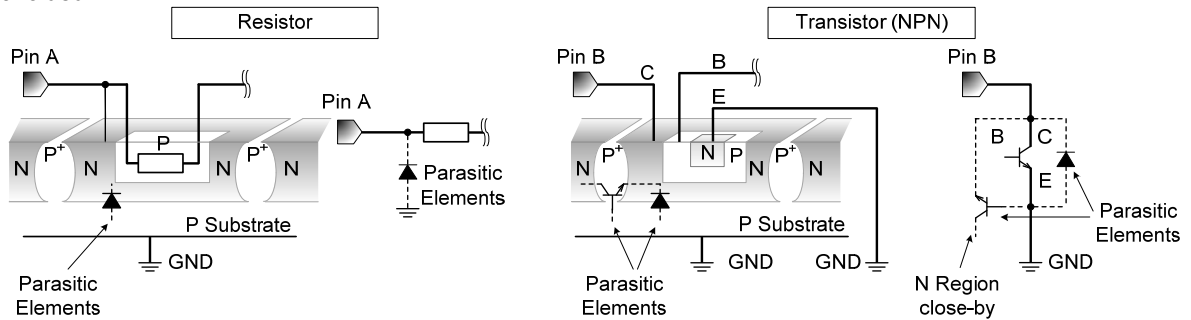 Resistor
Transistor (NPN)
Pin A
Pin A
N
P+
N
P
P+
N
N
Parasitic
Elements
P Substrate
GND
Parasitic
Elements
Pin B
C
B
E
N
P+
N
N
P
P+
N
P Substrate
GND
GND
Parasitic
Elements
Pin B
B
C
E
Parasitic
Elements
GND
N Region
close-by